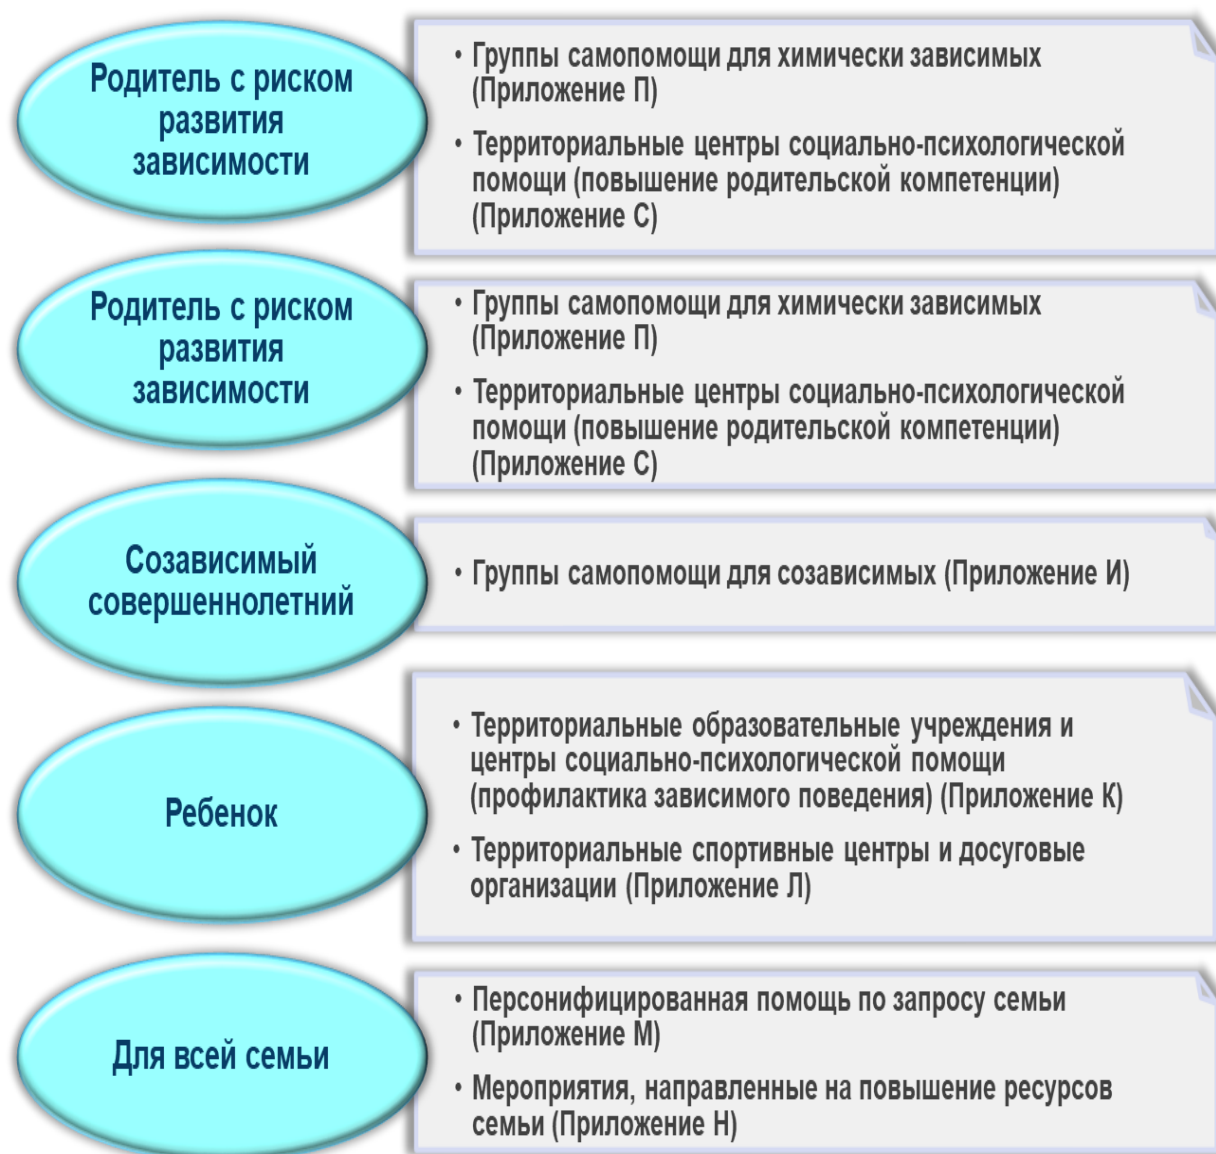 Родитель с риском
развития
зависимости
• Группы самопомощи для химически зависимых
(Приложение П)
• Территориальные центры социально-психологической
помощи (повышение родительской компетенции)
(Приложение С)
Родитель с риском
развития
зависимости
• Группы самопомощи для химически зависимых
(Приложение П)
• Территориальные центры социально-психологической
помощи (повышение родительской компетенции)
(Приложение С)
Созависимый
совершеннолетний
• Группы самопомощи для созависимых (Приложение И)
Ребенок
• Территориальные образовательные учреждения и
центры социально-психологической помощи
(профилактика зависимого поведения) (Приложение К)
• Территориальные спортивные центры и досуговые
организации (Приложение Л)
Для всей семьи
• Персонифицированная помощь по запросу семьи
(Приложение М)
• Мероприятия, направленные на повышение ресурсов
семьи (Приложение Н)